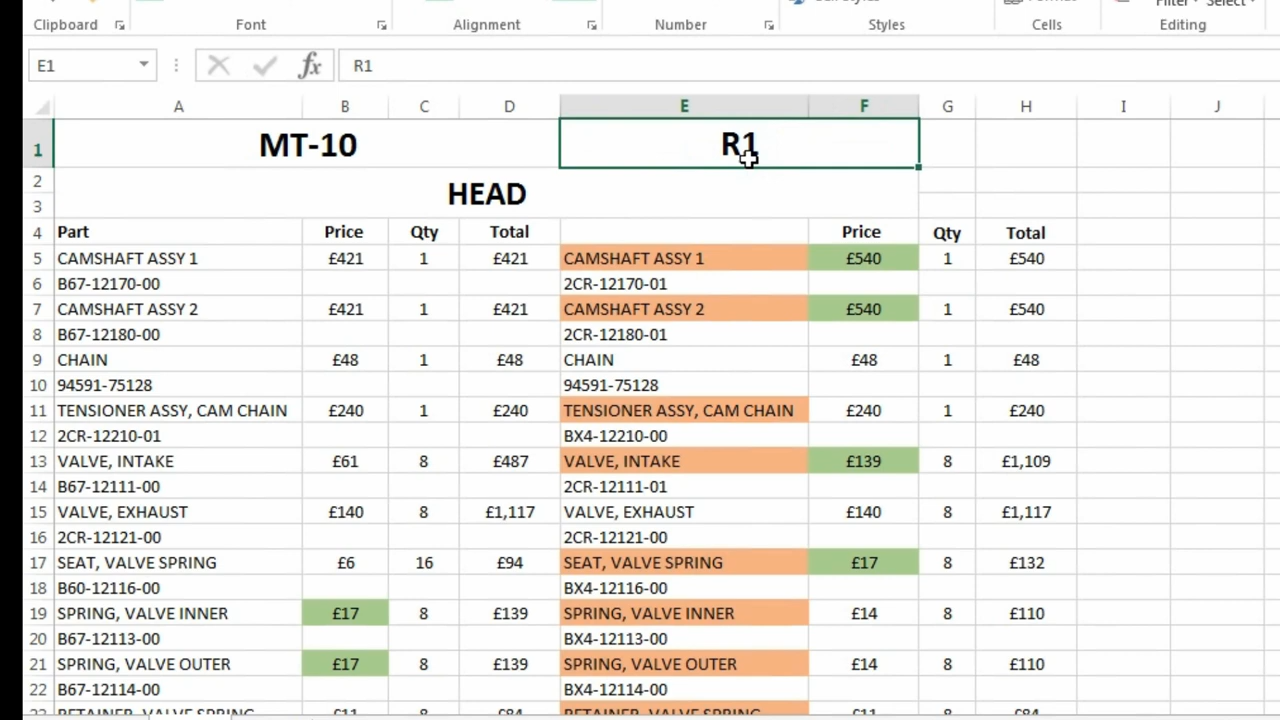 Clipboard Font Alignment Number Styles Cells Editing
E1 fx R1
A B C D E F G H I J
1 MT-10 R1
2 HEAD
3
4 Part Price Qty Total Price Qty Total
5 CAMSHAFT ASSY 1 £421 1 £421 CAMSHAFT ASSY 1 £540 1 £540
6 B67-12170-00 2CR-12170-01
7 CAMSHAFT ASSY 2 £421 1 £421 CAMSHAFT ASSY 2 £540 1 £540
8 B67-12180-00 2CR-12180-01
9 CHAIN £48 1 £48 CHAIN £48 1 £48
10 94591-75128 94591-75128
11 TENSIONER ASSY, CAM CHAIN £240 1 £240 TENSIONER ASSY, CAM CHAIN £240 1 £240
12 2CR-12210-01 BX4-12210-00
13 VALVE, INTAKE £61 8 £487 VALVE, INTAKE £139 8 £1,109
14 B67-12111-00 2CR-12111-01
15 VALVE, EXHAUST £140 8 £1,117 VALVE, EXHAUST £140 8 £1,117
16 2CR-12121-00 2CR-12121-00
17 SEAT, VALVE SPRING £6 16 £94 SEAT, VALVE SPRING £17 8 £132
18 B60-12116-00 BX4-12116-00
19 SPRING, VALVE INNER £17 8 £139 SPRING, VALVE INNER £14 8 £110
20 B67-12113-00 BX4-12113-00
21 SPRING, VALVE OUTER £17 8 £139 SPRING, VALVE OUTER £14 8 £110
22 B67-12114-00 BX4-12114-00